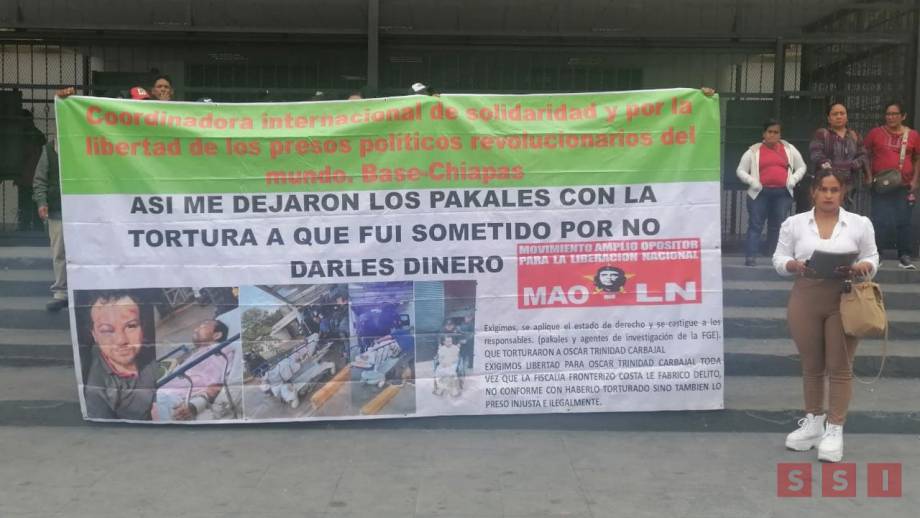 Coordinadora internacional de solidaridad y por la
libertad de los presos políticos revolucionarios del
mundo. Base-Chiapas
ASI ME DEJARON LOS PAKALES CON LA
TORTURA A QUE FUI SOMETIDO POR NO
DARLES DINERO
MOVIMIENTO AMPLIO OPOSITOR
PARA LA LIBERACION NACIONAL
MAO LN
Exigimos, se aplique el estado de derecho y se castigue a los
responsables. (pakales y agentes de investigación de la FGE).
QUE TORTURARON A OSCAR TRINIDAD CARBAJAL
EXIGIMOS LIBERTAD PARA OSCAR TRINIDAD CARBAJAL TODA
VEZ QUE LA FISCALIA FRONTERIZO COSTA LE FABRICO DELITO,
NO CONFORME CON HABERLO TORTURADO SINO TAMBIEN LO
PRESO INJUSTA E ILEGALMENTE.
SSI